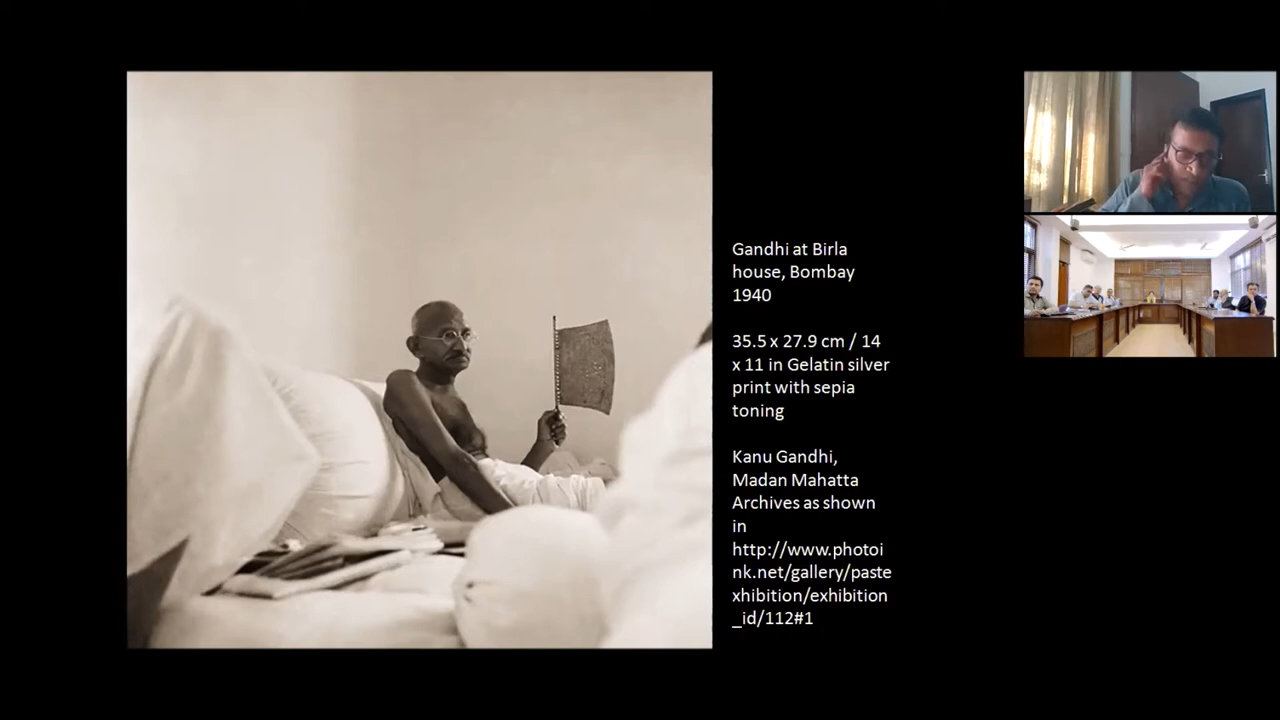 Gandhi at Birla
house, Bombay
1940
35.5 x 27.9 cm / 14
x 11 in Gelatin silver
print with sepia
toning
Kanu Gandhi,
Madan Mahatta
Archives as shown
in
http://www.photoi
nk.net/gallery/paste
xhibition/exhibition
_id/112#1